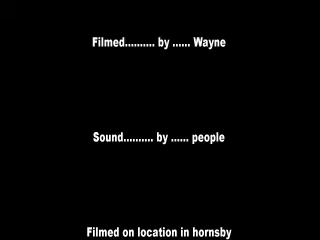 Filmed.......... by ...... Wayne
Sound.......... by ...... people
Filmed on location in hornsby